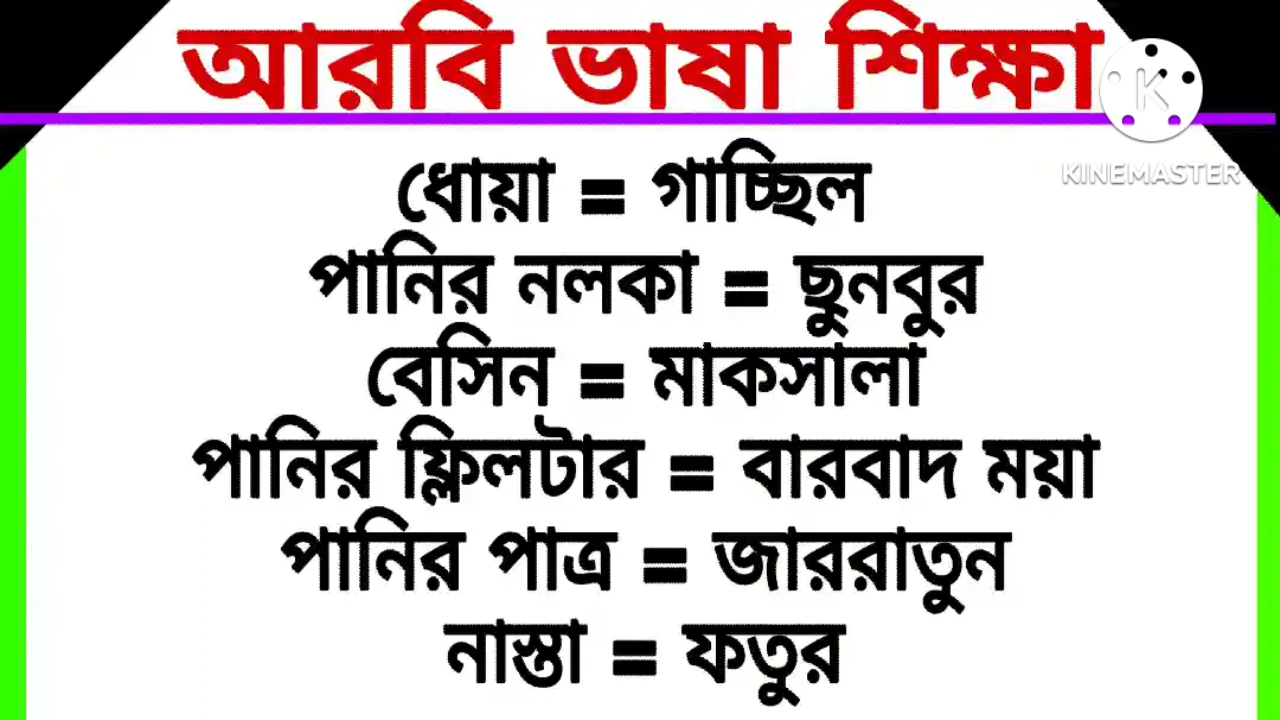 আরবি ভাষা শিক্ষা
K
KINEMASTER
ধোয়া = গাচ্ছিল
পানির নলকা = ছুনবুর
বেসিন = মাকসালা
পানির ফ্লিলটার = বারবাদ ময়া
পানির পাত্র = জাররাতুন
নাস্তা = ফতুর